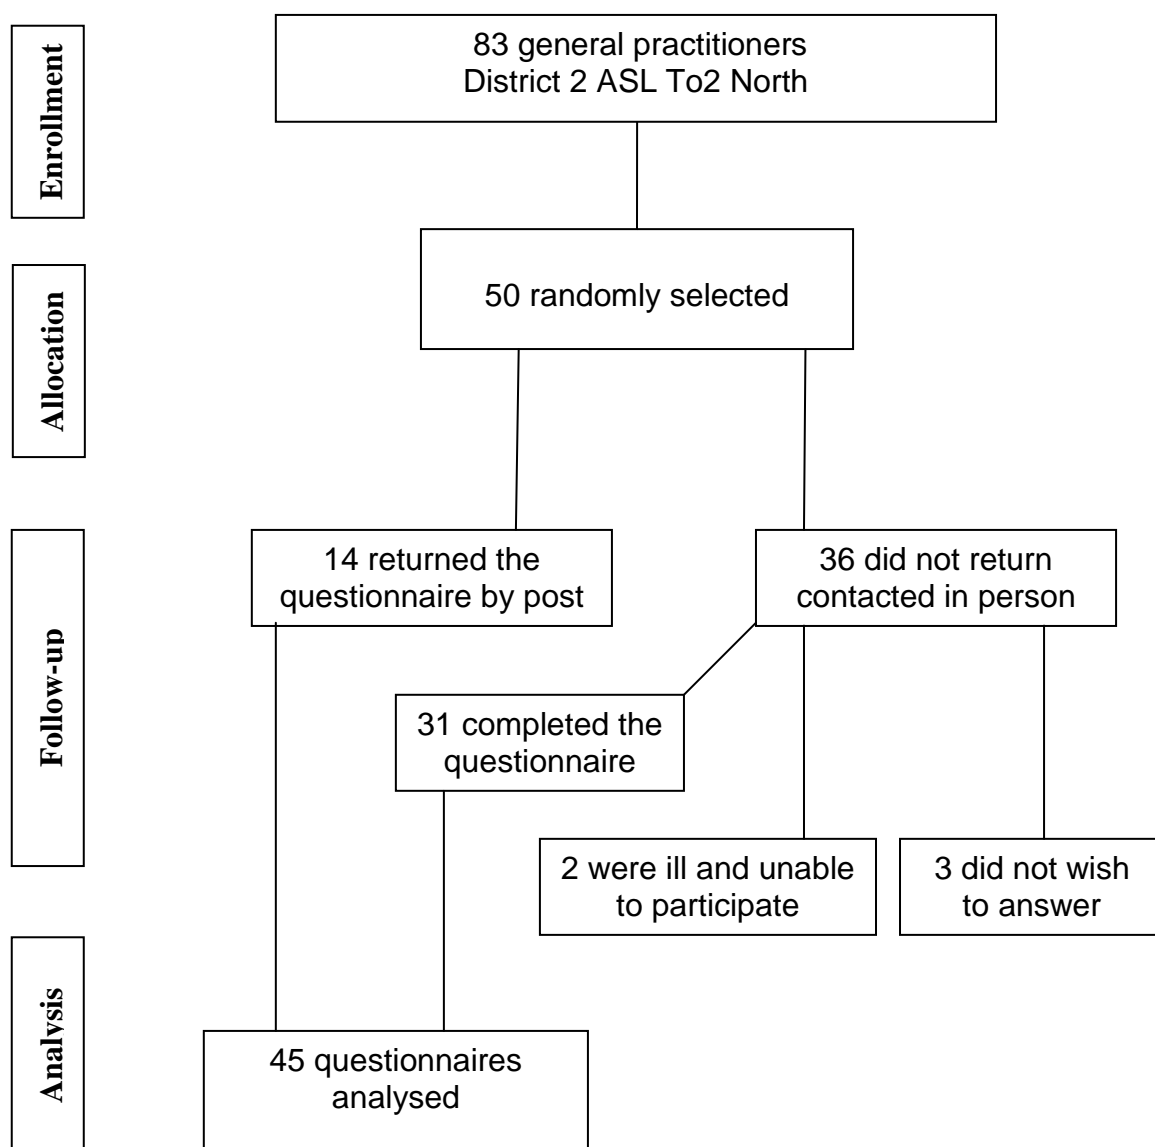 Enrollment
83 general practitioners
District 2 ASL To2 North
Allocation
50 randomly selected
Follow-up
14 returned the
questionnaire by post
36 did not return
contacted in person
31 completed the
questionnaire
2 were ill and unable
to participate
3 did not wish
to answer
Analysis
45 questionnaires
analysed